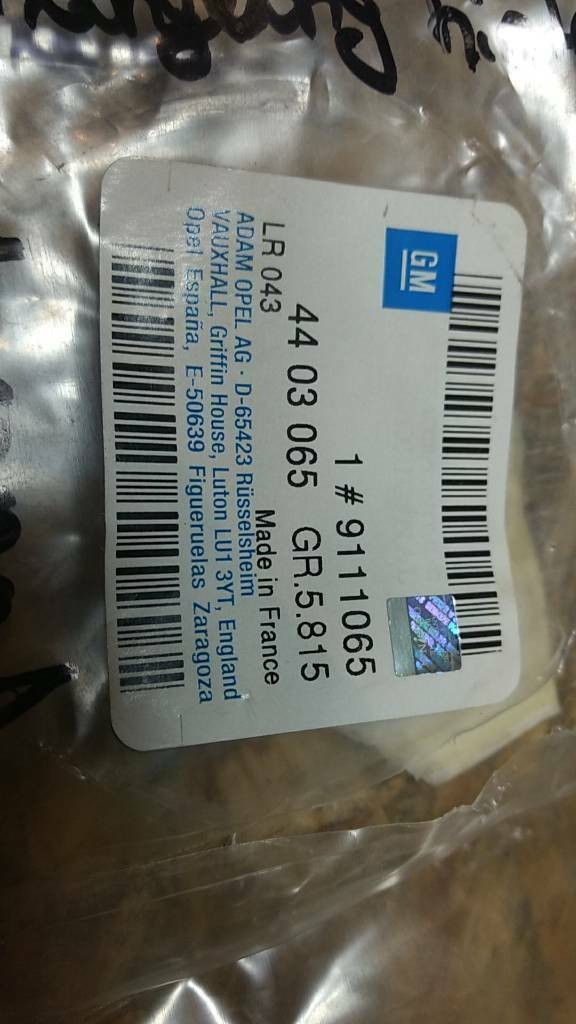 GM
1 # 9111065
44 03 065 GR.5.815
LR 043 Made in France
ADAM OPEL AG · D-65423 Rüsselsheim
VAUXHALL, Griffin House, Luton LU1 3YT, England
Opel España, E-50639 Figueruelas Zaragoza